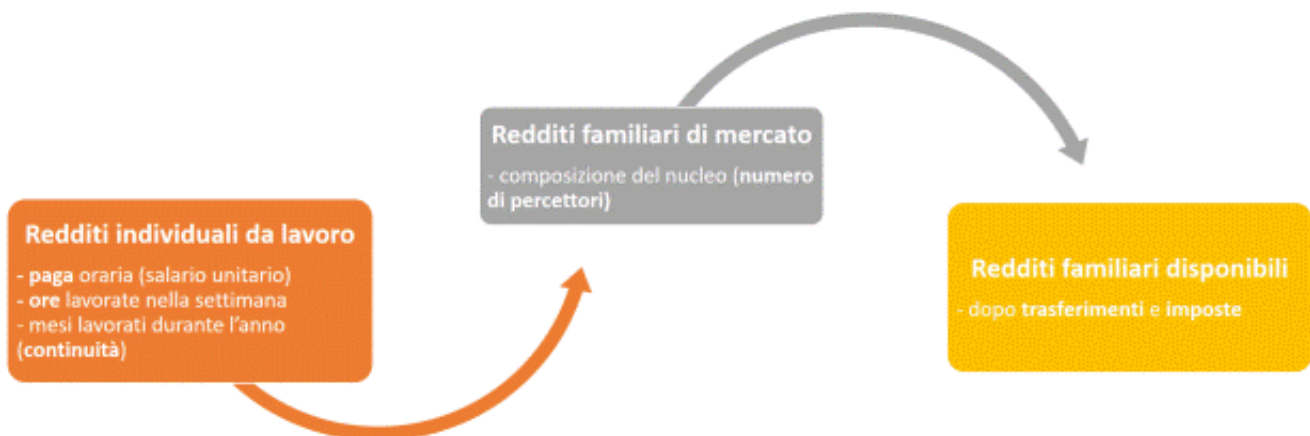 Redditi individuali da lavoro
- paga oraria (salario unitario)
- ore lavorate nella settimana
- mesi lavorati durante l'anno
(continuità)
Redditi familiari di mercato
- composizione del nucleo (numero
di percettori)
Redditi familiari disponibili
- dopo trasferimenti e imposte